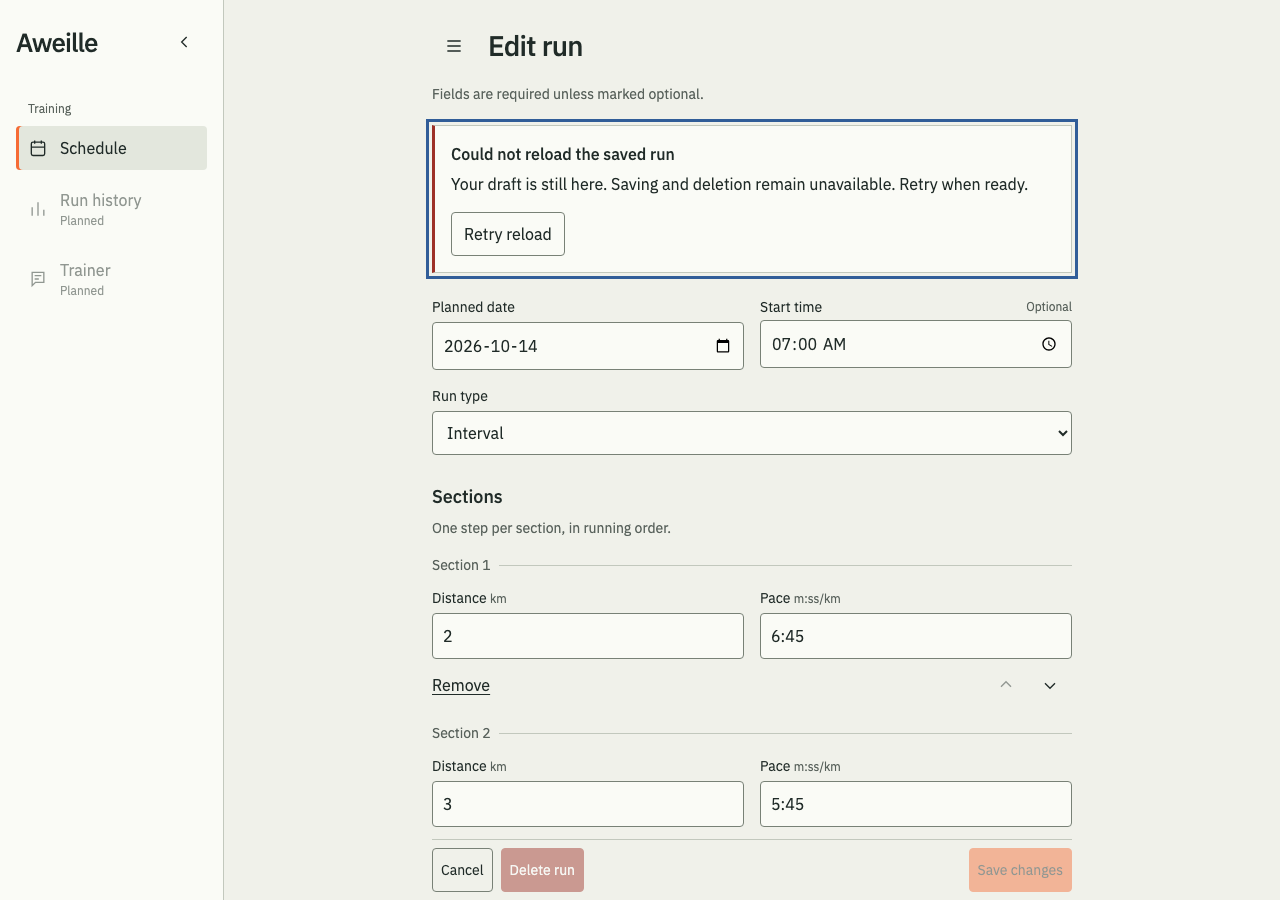 Aweille
Training
Schedule
Run history
Planned
Trainer
Planned
Edit run
Fields are required unless marked optional.
Could not reload the saved run
Your draft is still here. Saving and deletion remain unavailable. Retry when ready.
Retry reload
Planned date
Start time Optional
2026-10-14
07:00 AM
Run type
Interval
Sections
One step per section, in running order.
Section 1
Distance km
Pace m:ss/km
2
6:45
Remove
Section 2
Distance km
Pace m:ss/km
3
5:45
Cancel
Delete run
Save changes